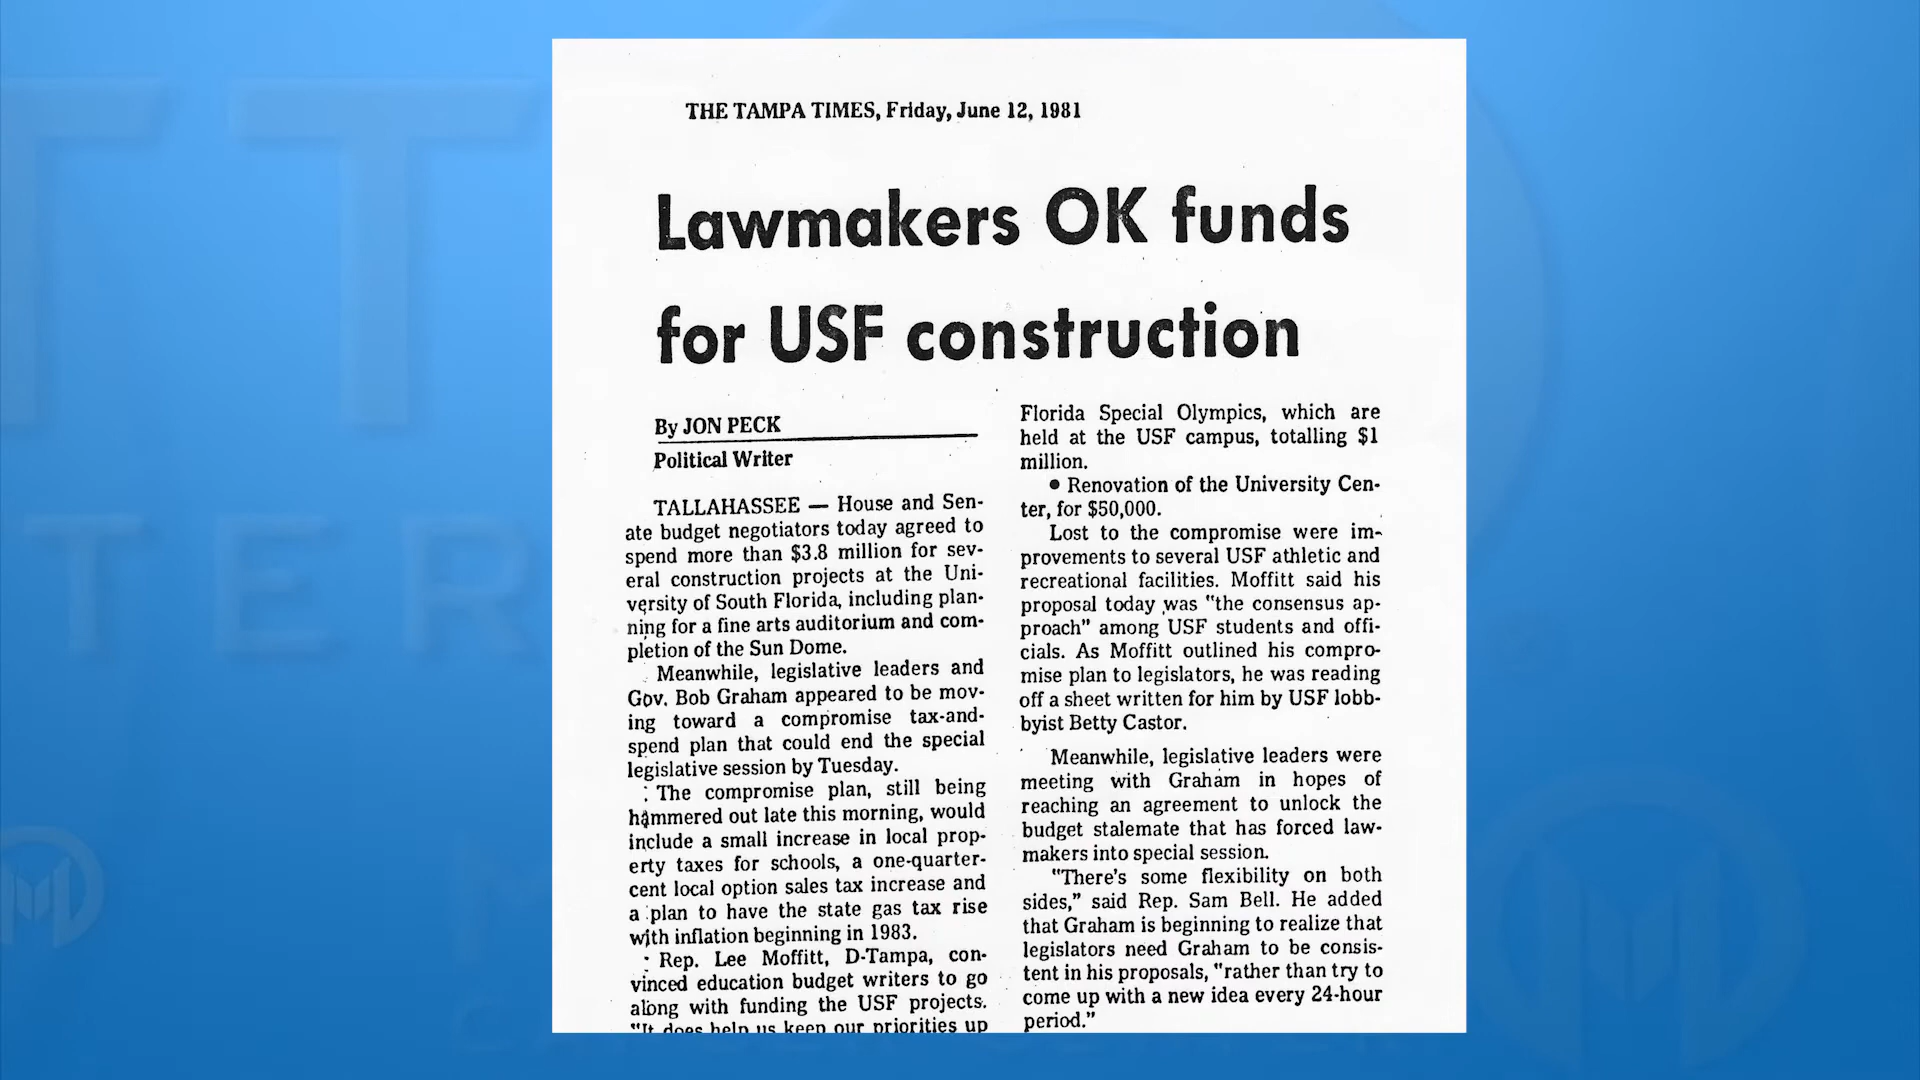 THE TAMPA TIMES, Friday, June 12, 1981
Lawmakers OK funds
for USF construction
By JON PECK
Political Writer
TALLAHASSEE — House and Sen-
ate budget negotiators today agreed to
spend more than $3.8 million for sev-
eral construction projects at the Uni-
versity of South Florida, including plan-
ning for a fine arts auditorium and com-
pletion of the Sun Dome.
Meanwhile, legislative leaders and
Gov. Bob Graham appeared to be mov-
ing toward a compromise tax-and-
spend plan that could end the special
legislative session by Tuesday.
The compromise plan, still being
hammered out late this morning, would
include a small increase in local prop-
erty taxes for schools, a one-quarter-
cent local option sales tax increase and
a plan to have the state gas tax rise
with inflation beginning in 1983.
Rep. Lee Moffitt, D-Tampa, con-
vinced education budget writers to go
along with funding the USF projects.
"It does help us keep our priorities up
Florida Special Olympics, which are
held at the USF campus, totalling $1
million.
● Renovation of the University Cen-
ter, for $50,000.
Lost to the compromise were im-
provements to several USF athletic and
recreational facilities. Moffitt said his
proposal today was "the consensus ap-
proach" among USF students and offi-
cials. As Moffitt outlined his compro-
mise plan to legislators, he was reading
off a sheet written for him by USF lobb-
byist Betty Castor.
Meanwhile, legislative leaders were
meeting with Graham in hopes of
reaching an agreement to unlock the
budget stalemate that has forced law-
makers into special session.
"There's some flexibility on both
sides," said Rep. Sam Bell. He added
that Graham is beginning to realize that
legislators need Graham to be consis-
tent in his proposals, "rather than try to
come up with a new idea every 24-hour
period."
TT
TER